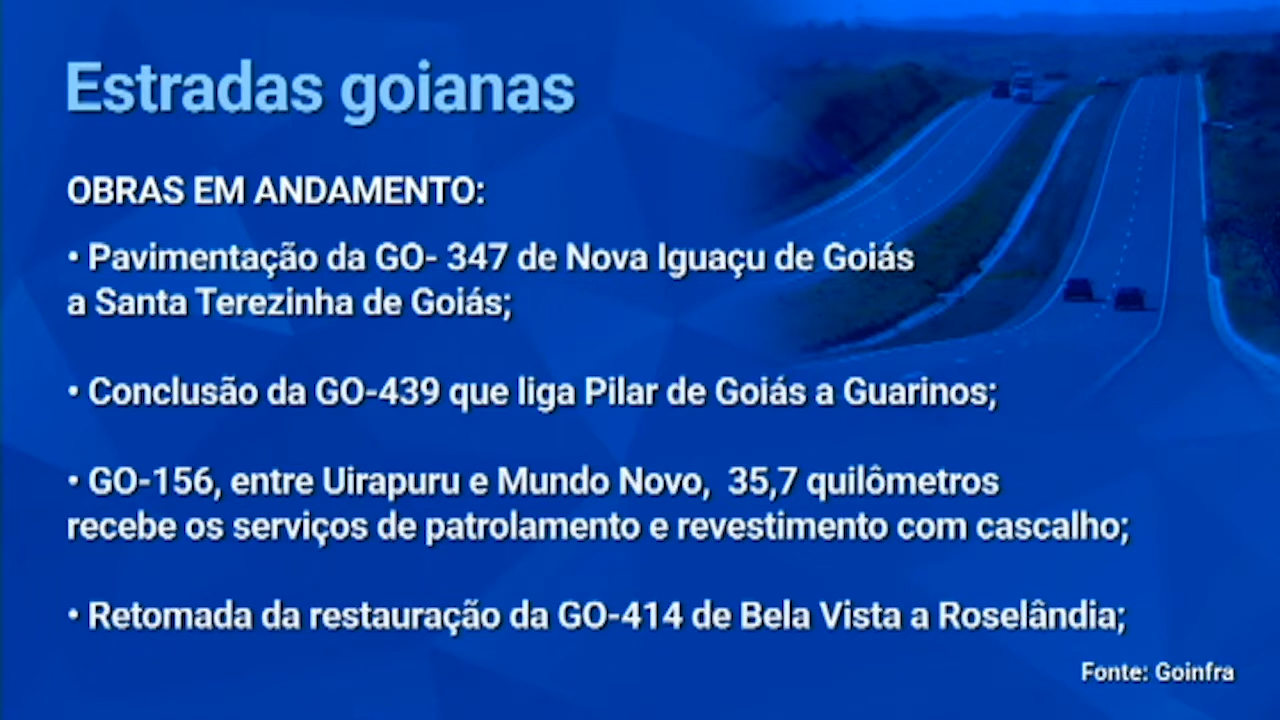 Estradas goianas
OBRAS EM ANDAMENTO:
• Pavimentação da GO- 347 de Nova Iguaçu de Goiás
a Santa Terezinha de Goiás;
• Conclusão da GO-439 que liga Pilar de Goiás a Guarinos;
• GO-156, entre Uirapuru e Mundo Novo,  35,7 quilômetros
recebe os serviços de patrolamento e revestimento com cascalho;
• Retomada da restauração da GO-414 de Bela Vista a Roselândia;
Fonte: Goinfra